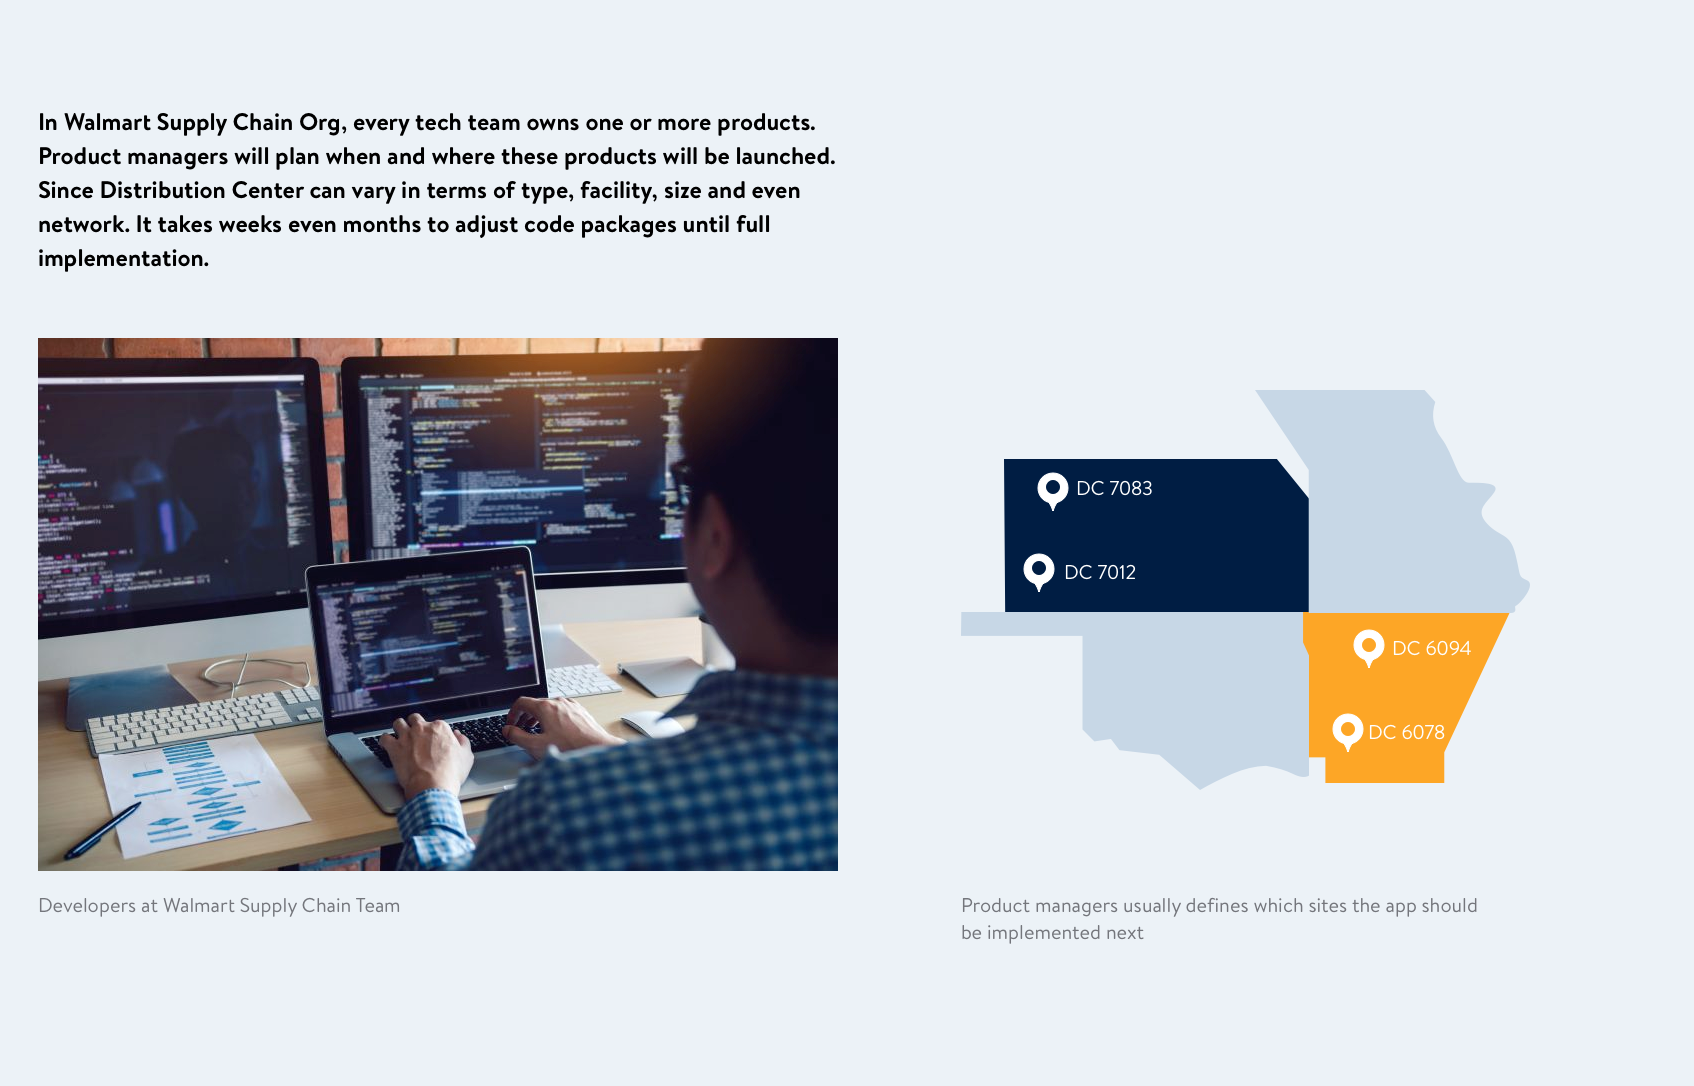 In Walmart Supply Chain Org, every tech team owns one or more products.
Product managers will plan when and where these products will be launched.
Since Distribution Center can vary in terms of type, facility, size and even
network. It takes weeks even months to adjust code packages until full
implementation.
DC 7083
DC 7012
DC 6094
DC 6078
Developers at Walmart Supply Chain Team
Product managers usually defines which sites the app should
be implemented next